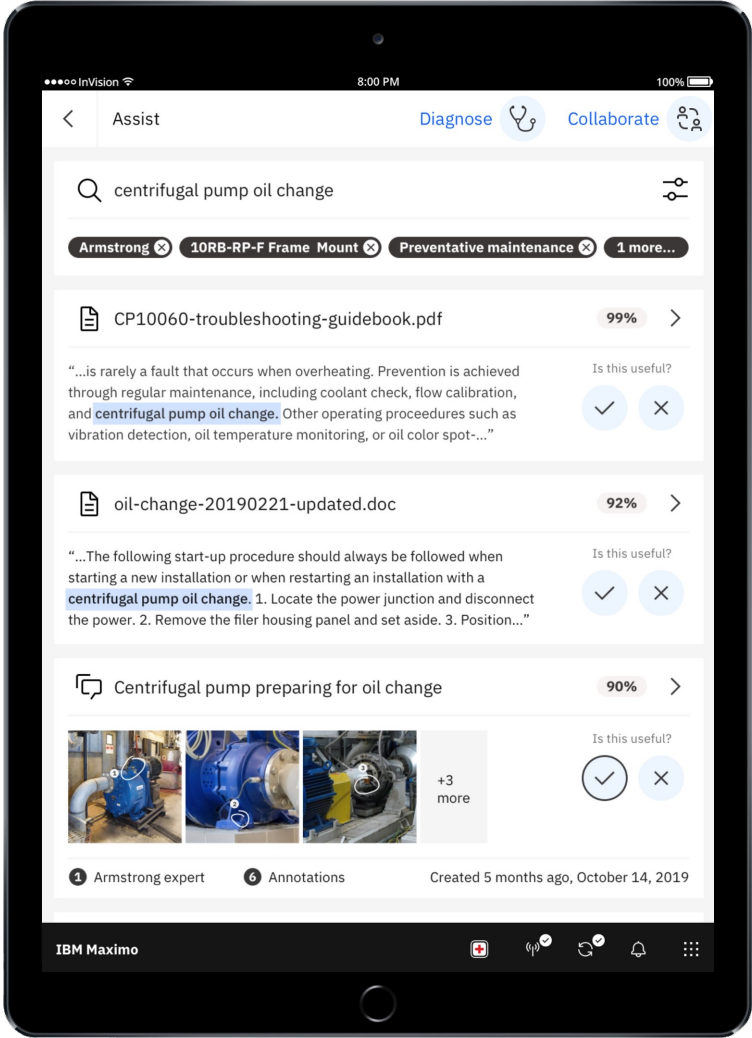 InVision
8:00 PM
100%
Assist
Diagnose
Collaborate
centrifugal pump oil change
Armstrong
10RB-RP-F Frame Mount
Preventative maintenance
1 more...
CP10060-troubleshooting-guidebook.pdf
99%
“...is rarely a fault that occurs when overheating. Prevention is achieved
through regular maintenance, including coolant check, flow calibration,
and centrifugal pump oil change. Other operating proceedures such as
vibration detection, oil temperature monitoring, or oil color spot-...”
Is this useful?
oil-change-20190221-updated.doc
92%
“...The following start-up procedure should always be followed when
starting a new installation or when restarting an installation with a
centrifugal pump oil change. 1. Locate the power junction and disconnect
the power. 2. Remove the filer housing panel and set aside. 3. Position...”
Is this useful?
Centrifugal pump preparing for oil change
90%
1
2
3
+3
more
Is this useful?
1 Armstrong expert
6 Annotations
Created 5 months ago, October 14, 2019
IBM Maximo